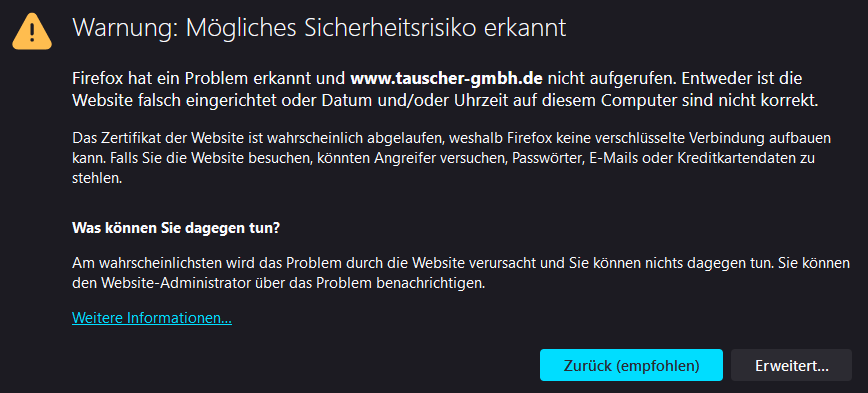 Warnung: Mögliches Sicherheitsrisiko erkannt
Firefox hat ein Problem erkannt und www.tauscher-gmbh.de nicht aufgerufen. Entweder ist die
Website falsch eingerichtet oder Datum und/oder Uhrzeit auf diesem Computer sind nicht korrekt.
Das Zertifikat der Website ist wahrscheinlich abgelaufen, weshalb Firefox keine verschlüsselte Verbindung aufbauen
kann. Falls Sie die Website besuchen, könnten Angreifer versuchen, Passwörter, E-Mails oder Kreditkartendaten zu
stehlen.
Was können Sie dagegen tun?
Am wahrscheinlichsten wird das Problem durch die Website verursacht und Sie können nichts dagegen tun. Sie können
den Website-Administrator über das Problem benachrichtigen.
Weitere Informationen...
Zurück (empfohlen)
Erweitert...